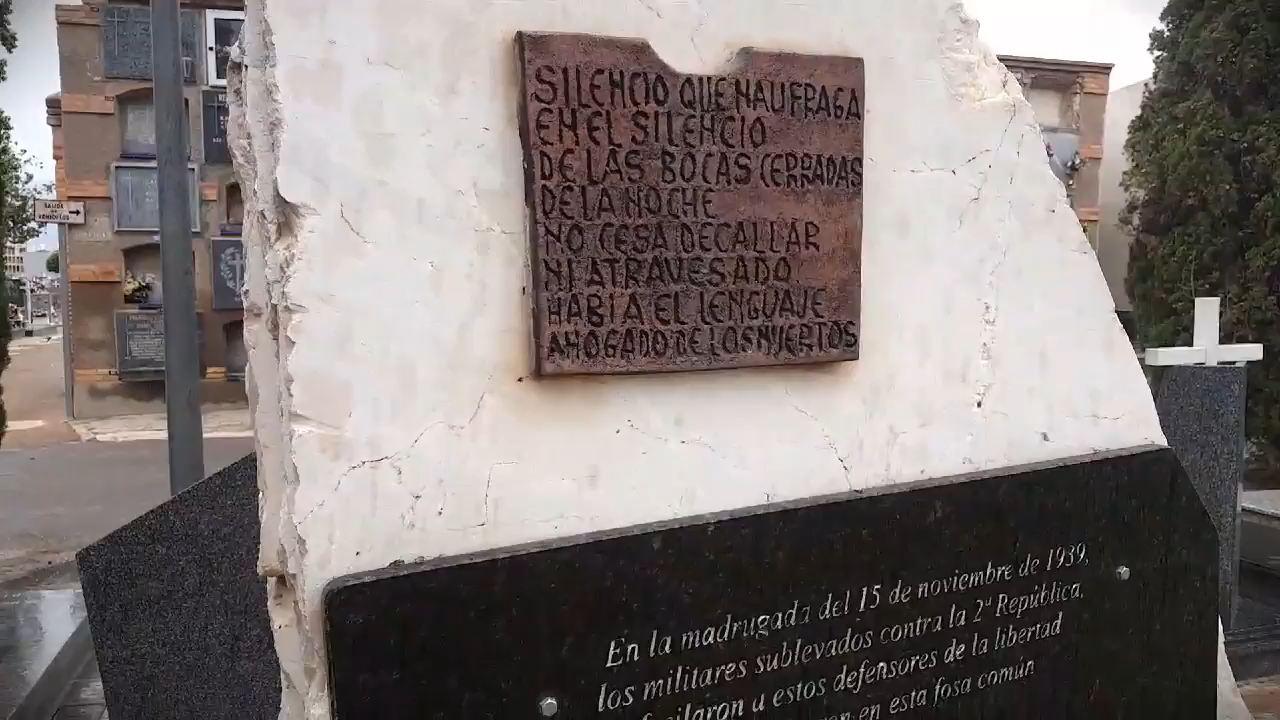 SILENCIO QUE NAUFRAGA
EN EL SILENCIO
DE LAS BOCAS CERRADAS
DE LA NOCHE
NO CESA DE CALLAR
NI ATRAVESADO
HABIA EL LENGUAJE
AHOGADO DE LOS MUERTOS
SALIDA
DE
VEHICULOS
En la madrugada del 15 de noviembre de 1939,
los militares sublevados contra la 2ª República,
fusilaron a estos defensores de la libertad
en esta fosa común